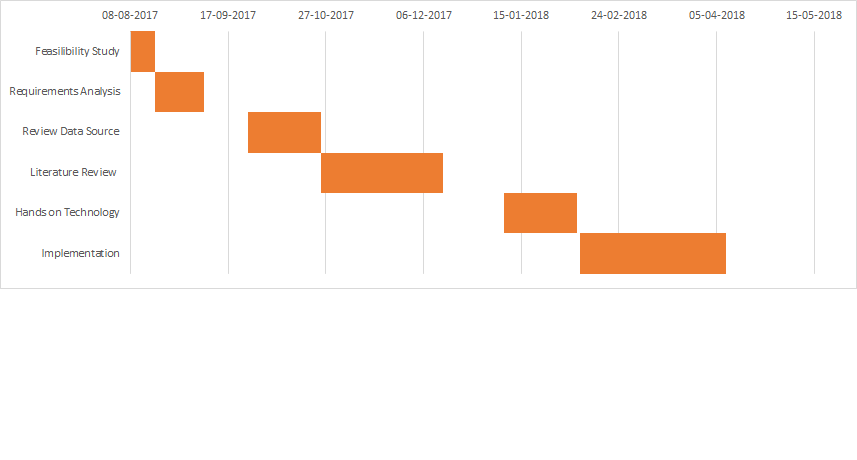 08-08-2017 17-09-2017 27-10-2017 06-12-2017 15-01-2018 24-02-2018 05-04-2018 15-05-2018
Feasilibility Study
Requirements Analysis
Review Data Source
Literature Review
Hands on Technology
Implementation